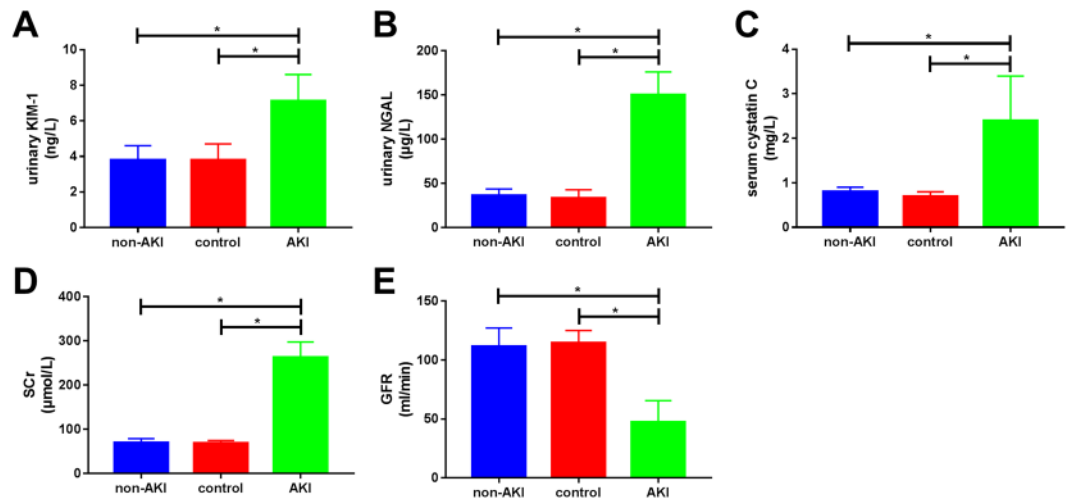 A
urinary KIM-1
(ng/L)
10
8
6
4
2
0
*
*
non-AKI control AKI
B
urinary NGAL
(µg/L)
200
150
100
50
0
*
*
non-AKI control AKI
C
serum cystatin C
(mg/L)
4
3
2
1
0
*
*
non-AKI control AKI
D
SCr
(µmol/L)
400
300
200
100
0
*
*
non-AKI control AKI
E
GFR
(ml/min)
150
100
50
0
*
*
non-AKI control AKI